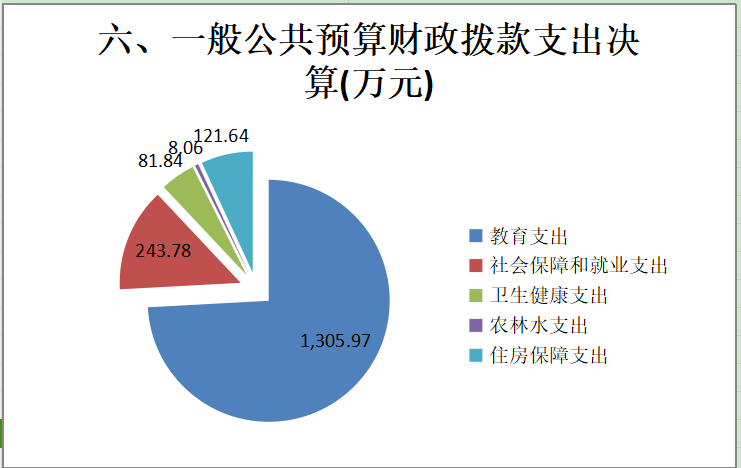 六、一般公共预算财政拨款支出决
算(万元)
121.64
8.06
81.84
243.78
1,305.97
教育支出
社会保障和就业支出
卫生健康支出
农林水支出
住房保障支出